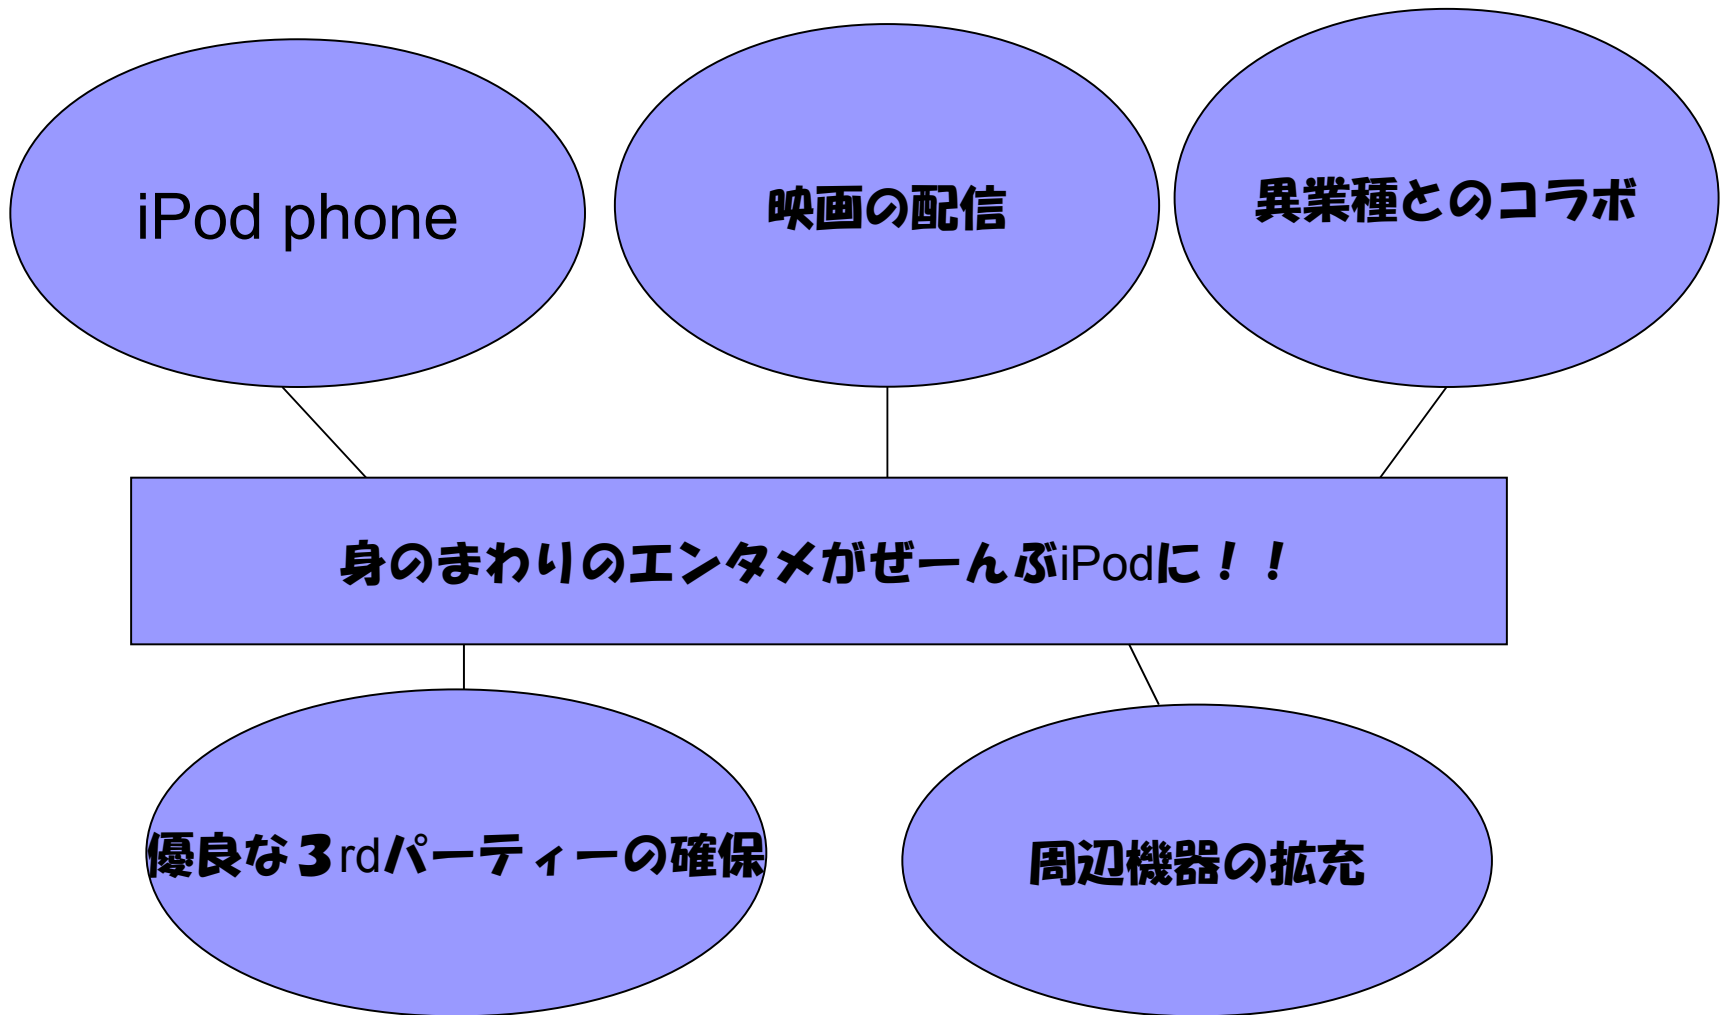 iPod phone
映画の配信
異業種とのコラボ
身のまわりのエンタメがぜーんぶiPodに！！
優良な３rdパーティーの確保
周辺機器の拡充